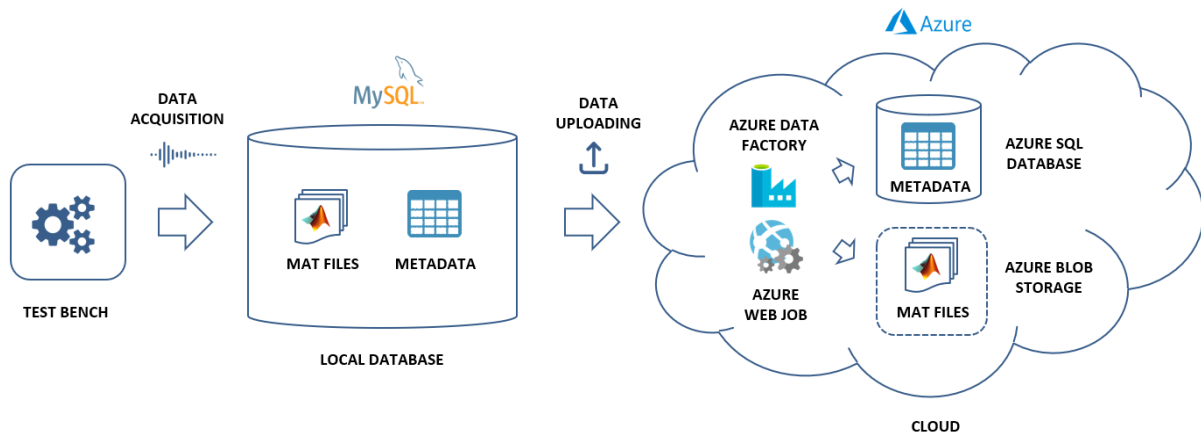 Azure
MySQL
DATA
ACQUISITION
DATA
UPLOADING
AZURE DATA
FACTORY
METADATA
AZURE SQL
DATABASE
MAT FILES
METADATA
TEST BENCH
AZURE
WEB JOB
MAT FILES
AZURE BLOB
STORAGE
LOCAL DATABASE
CLOUD